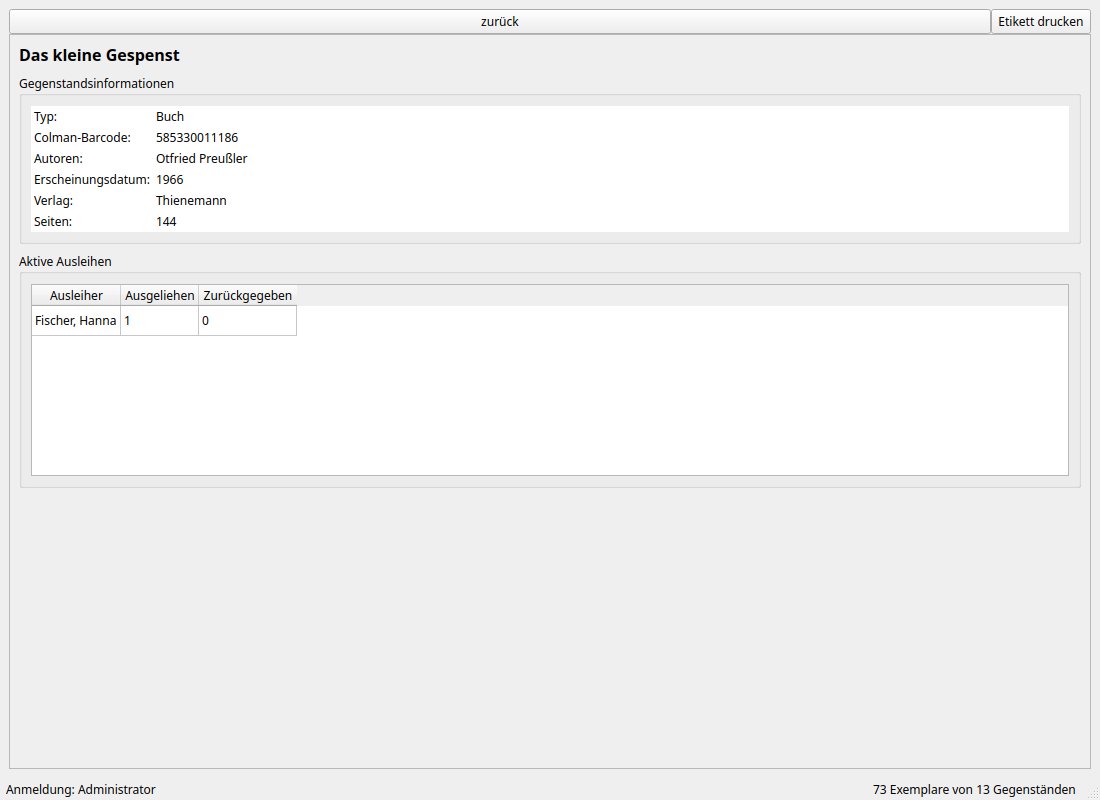 zurück Etikett drucken
Das kleine Gespenst
Gegenstandsinformationen
Typ: Buch
Colman-Barcode: 585330011186
Autoren: Otfried Preußler
Erscheinungsdatum: 1966
Verlag: Thienemann
Seiten: 144
Aktive Ausleihen
Ausleiher Ausgeliehen Zurückgegeben
Fischer, Hanna 1 0
Anmeldung: Administrator 73 Exemplare von 13 Gegenständen